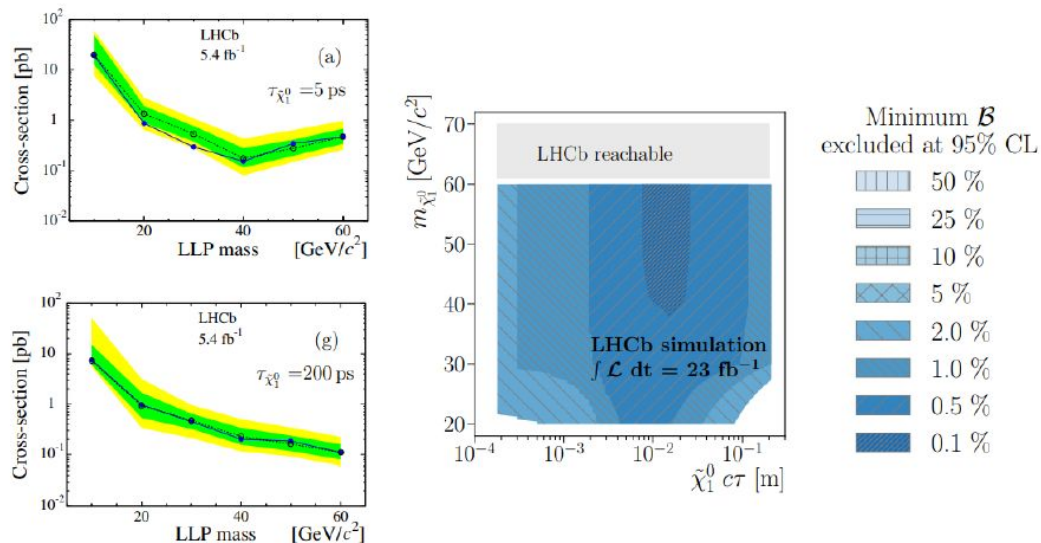 Cross-section [pb]
10²
10
1
10⁻¹
10⁻²
LHCb
5.4 fb⁻¹
(a)
τ_χ̃₁⁰ = 5 ps
20
40
60
LLP mass
[GeV/c²]
Cross-section [pb]
10²
10
1
10⁻¹
10⁻²
LHCb
5.4 fb⁻¹
(g)
τ_χ̃₁⁰ = 200 ps
20
40
60
LLP mass
[GeV/c²]
m_χ̃₁⁰ [GeV/c²]
70
60
50
40
30
20
LHCb reachable
LHCb simulation
∫ ℒ dt = 23 fb⁻¹
10⁻⁴
10⁻³
10⁻²
10⁻¹
χ̃₁⁰ cτ [m]
Minimum ℬ
excluded at 95% CL
50 %
25 %
10 %
5 %
2.0 %
1.0 %
0.5 %
0.1 %